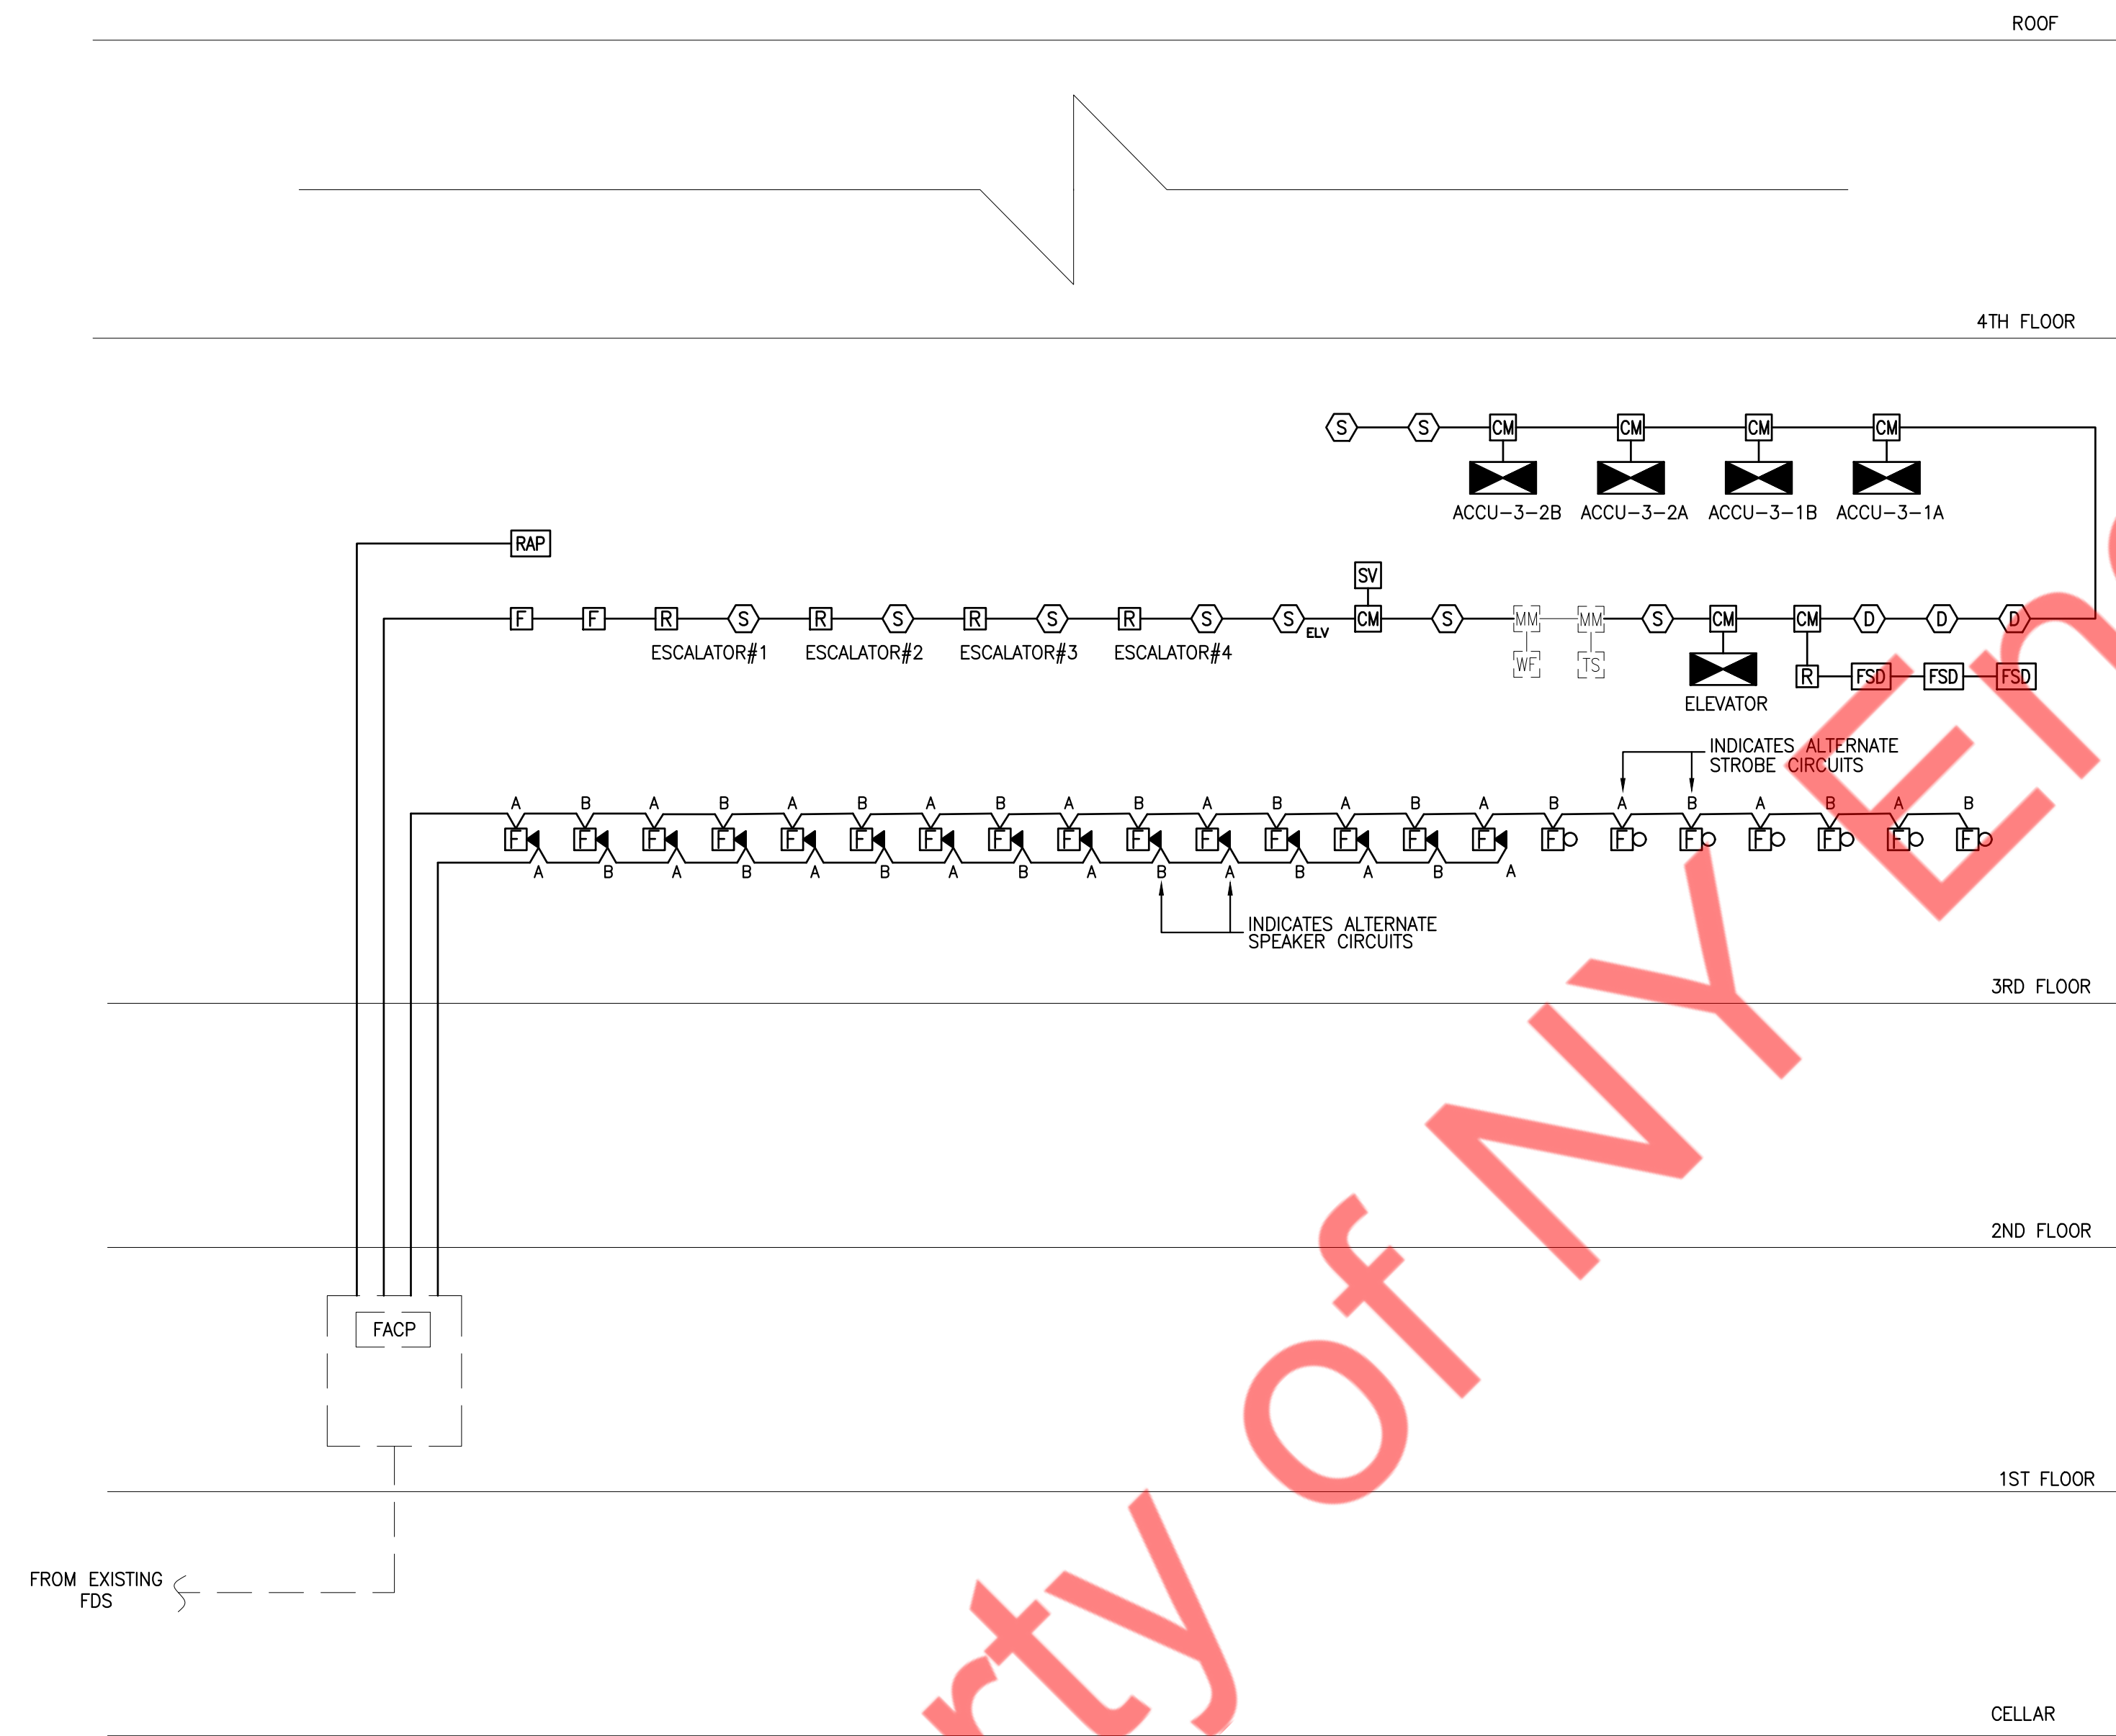 ROOF
4TH FLOOR
S S CM CM CM CM
ACCU-3-2B ACCU-3-2A ACCU-3-1B ACCU-3-1A
RAP
SV
F F R S R S R S R S S CM S MM MM S CM CM D D D
ELV
ESCALATOR#1 ESCALATOR#2 ESCALATOR#3 ESCALATOR#4
WF TS R FSD FSD FSD
ELEVATOR
INDICATES ALTERNATE
STROBE CIRCUITS
A B A B A B A B A B A B A B A B A B A B A B
F F F F F F F F F F F F F F F F F F F F F F
A B A B A B A B A B A B A B A
INDICATES ALTERNATE
SPEAKER CIRCUITS
3RD FLOOR
2ND FLOOR
FACP
1ST FLOOR
FROM EXISTING
FDS
CELLAR
of NY